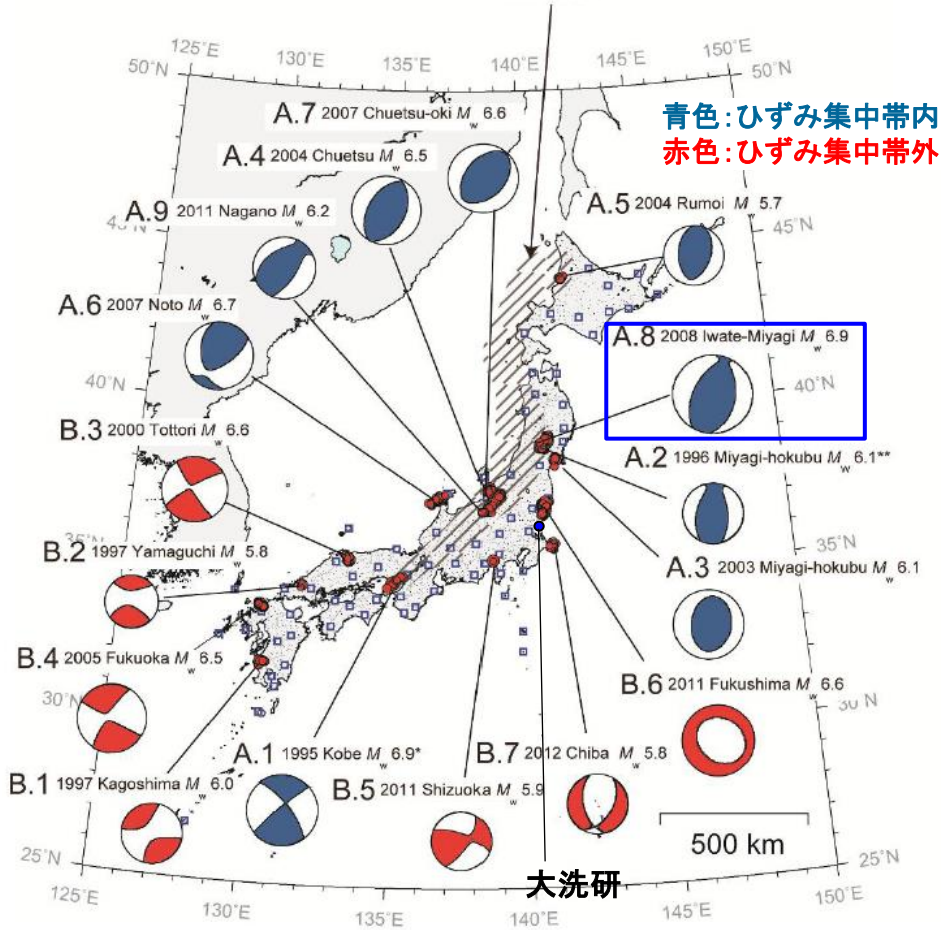 125°E
130°E
135°E
140°E
145°E
150°E
50°N
50°N
A.7 2007 Chuetsu-oki Mw 6.6
青色：ひずみ集中帯内
赤色：ひずみ集中帯外
A.4 2004 Chuetsu Mw 6.5
A.5 2004 Rumoi Mw 5.7
A.9 2011 Nagano Mw 6.2
45°N
A.6 2007 Noto Mw 6.7
A.8 2008 Iwate-Miyagi Mw 6.9
40°N
40°N
B.3 2000 Tottori Mw 6.6
A.2 1996 Miyagi-hokubu Mw 6.1**
35°N
B.2 1997 Yamaguchi Mw 5.8
A.3 2003 Miyagi-hokubu Mw 6.1
B.4 2005 Fukuoka Mw 6.5
B.6 2011 Fukushima Mw 6.6
30°N
30°N
A.1 1995 Kobe Mw 6.9*
B.7 2012 Chiba Mw 5.8
B.1 1997 Kagoshima Mw 6.0
B.5 2011 Shizuoka Mw 5.9
500 km
25°N
25°N
大洗研
125°E
130°E
135°E
140°E
145°E
150°E